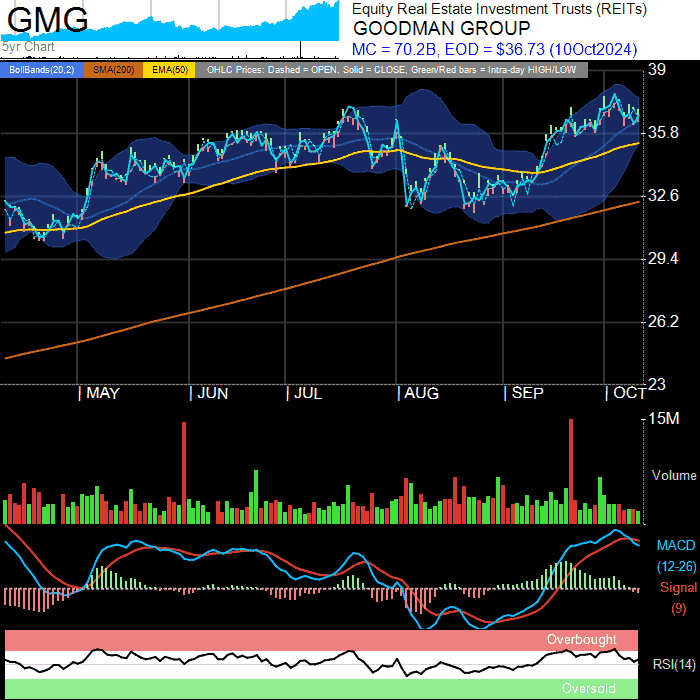 GMG
5yr Chart
Equity Real Estate Investment Trusts (REITs)
GOODMAN GROUP
MC = 70.2B, EOD = $36.73 (10Oct2024)
BollBands(20,2) SMA(200) EMA(50) OHLC Prices: Dashed = OPEN, Solid = CLOSE, Green/Red bars = Intra-day HIGH/LOW
39
35.8
32.6
29.4
26.2
23
| MAY | JUN | JUL | AUG | SEP | OCT
15M
Volume
MACD
(12-26)
Signal
(9)
Overbought
RSI(14)
Oversold